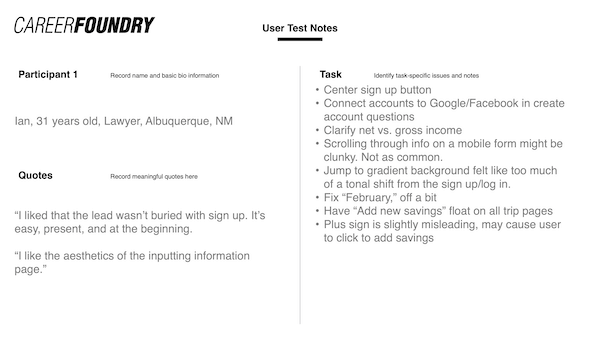 CAREERFOUNDRY
User Test Notes
Participant 1 Record name and basic bio information
Ian, 31 years old, Lawyer, Albuquerque, NM
Quotes Record meaningful quotes here
“I liked that the lead wasn’t buried with sign up. It’s
easy, present, and at the beginning.
“I like the aesthetics of the inputting information
page.”
Task Identify task-specific issues and notes
• Center sign up button
• Connect accounts to Google/Facebook in create
account questions
• Clarify net vs. gross income
• Scrolling through info on a mobile form might be
clunky. Not as common.
• Jump to gradient background felt like too much
of a tonal shift from the sign up/log in.
• Fix “February,” off a bit
• Have “Add new savings” float on all trip pages
• Plus sign is slightly misleading, may cause user
to click to add savings